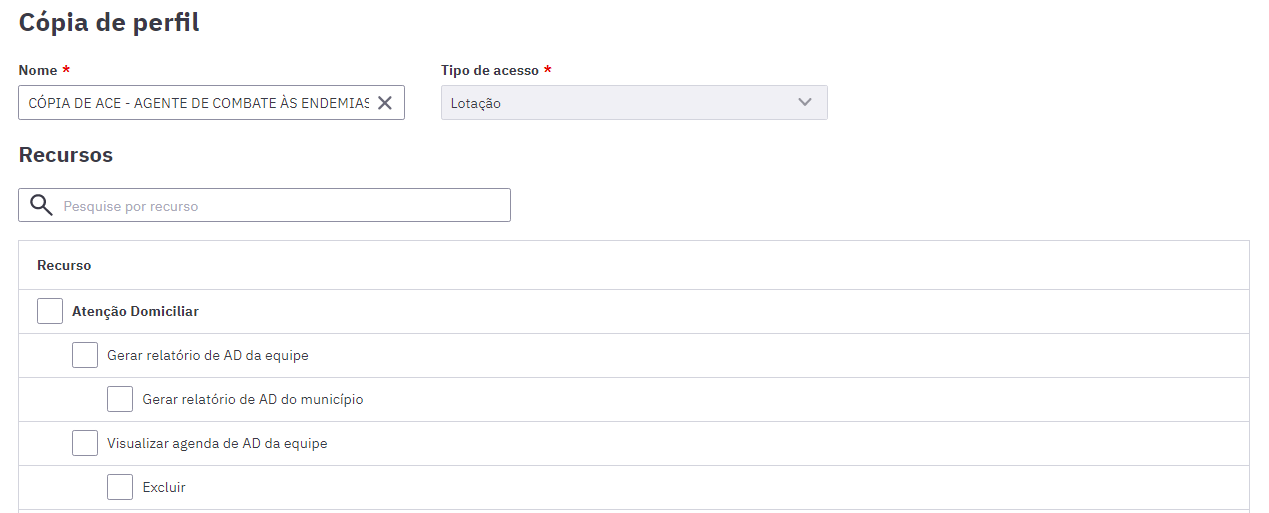 Cópia de perfil
Nome *
Tipo de acesso *
CÓPIA DE ACE - AGENTE DE COMBATE ÀS ENDEMIAS
Lotação
Recursos
Pesquise por recurso
Recurso
Atenção Domiciliar
Gerar relatório de AD da equipe
Gerar relatório de AD do município
Visualizar agenda de AD da equipe
Excluir